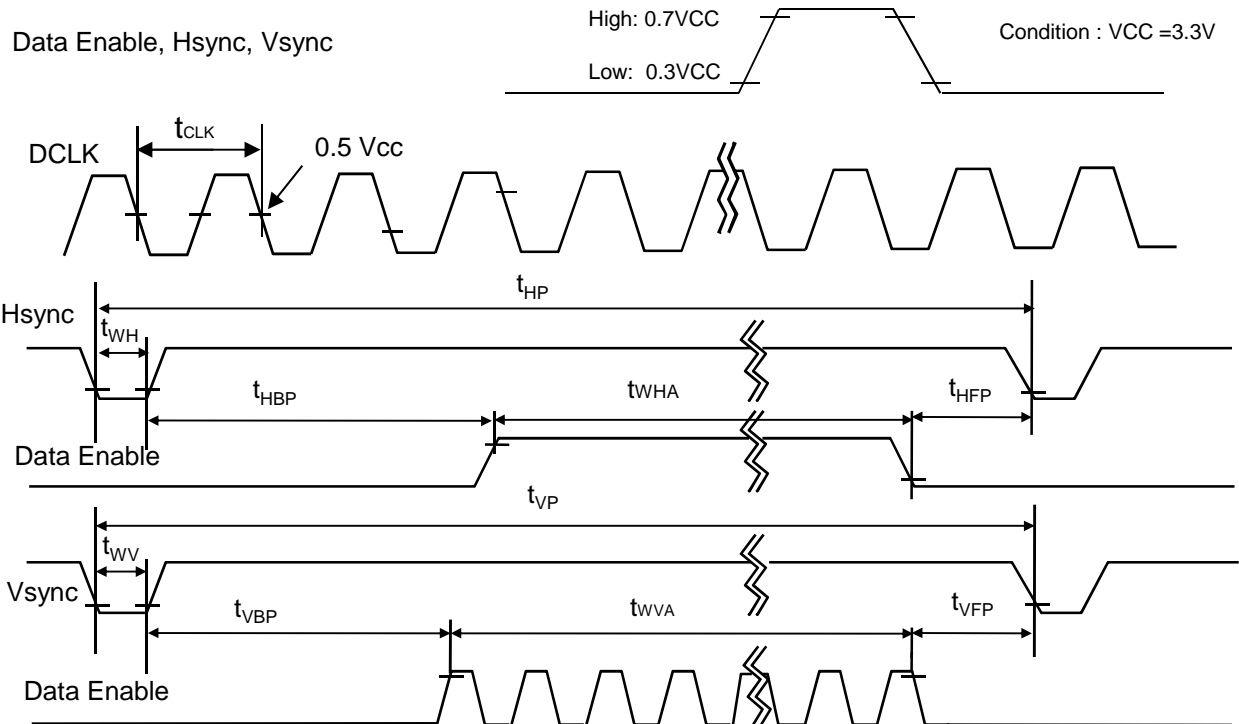 High: 0.7VCC
Condition : VCC =3.3V
Data Enable, Hsync, Vsync
Low: 0.3VCC
tCLK
0.5 Vcc
DCLK
tHP
Hsync
tWH
tHBP
tWHA
tHFP
Data Enable
tVP
tWV
Vsync
tVBP
tWVA
tVFP
Data Enable